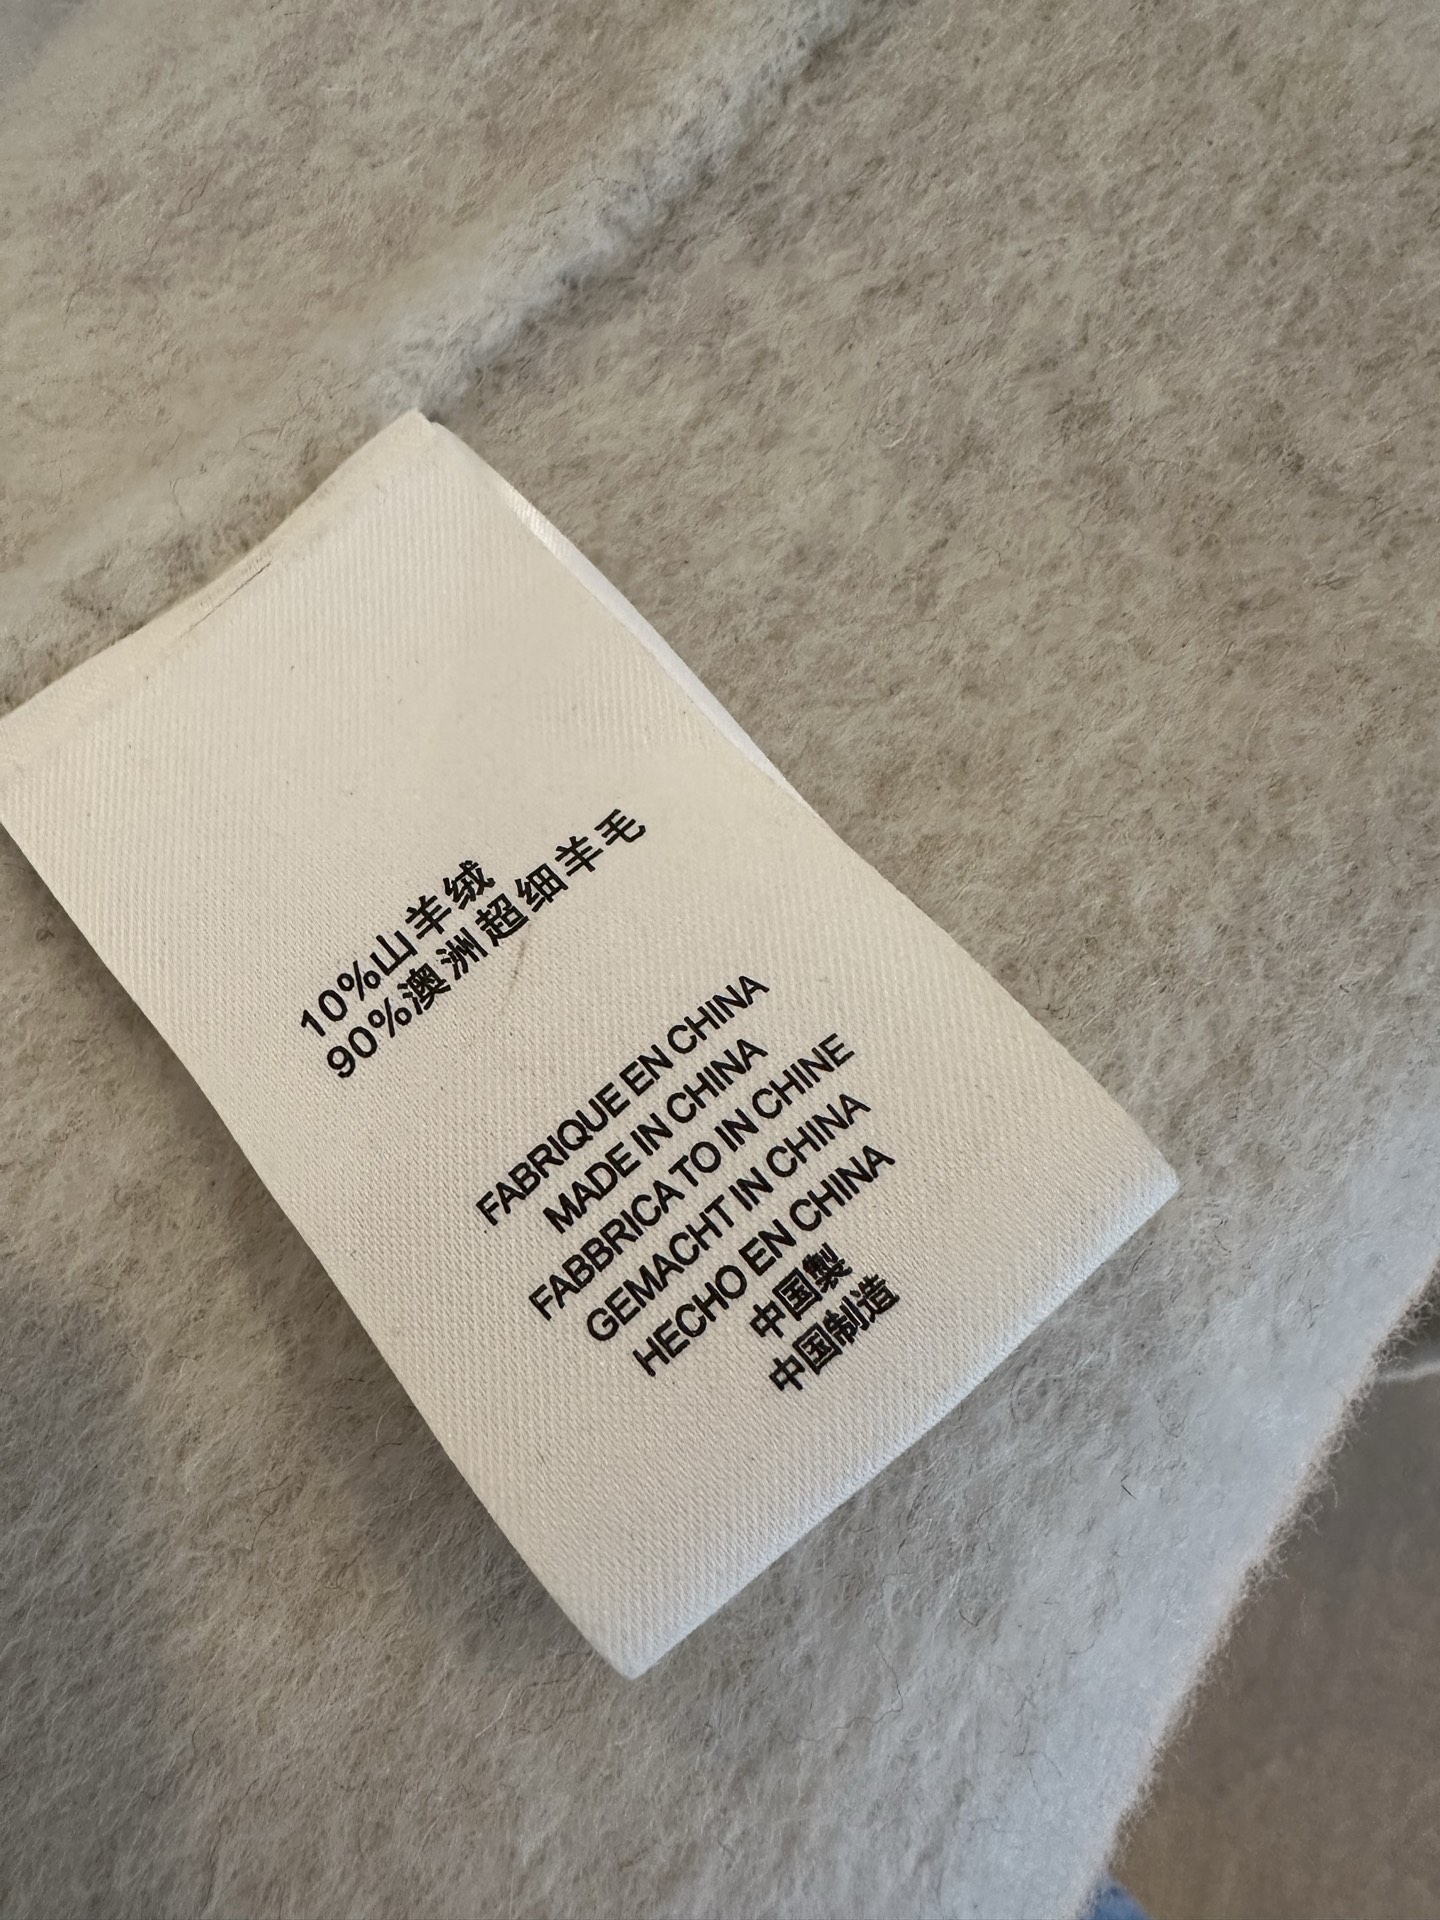 10%山羊绒
90%澳洲超细羊毛
FABRIQUE EN CHINA
MADE IN CHINA
FABBRICA TO IN CHINE
GEMACHT IN CHINA
HECHO EN CHINA
中国製
中国制造